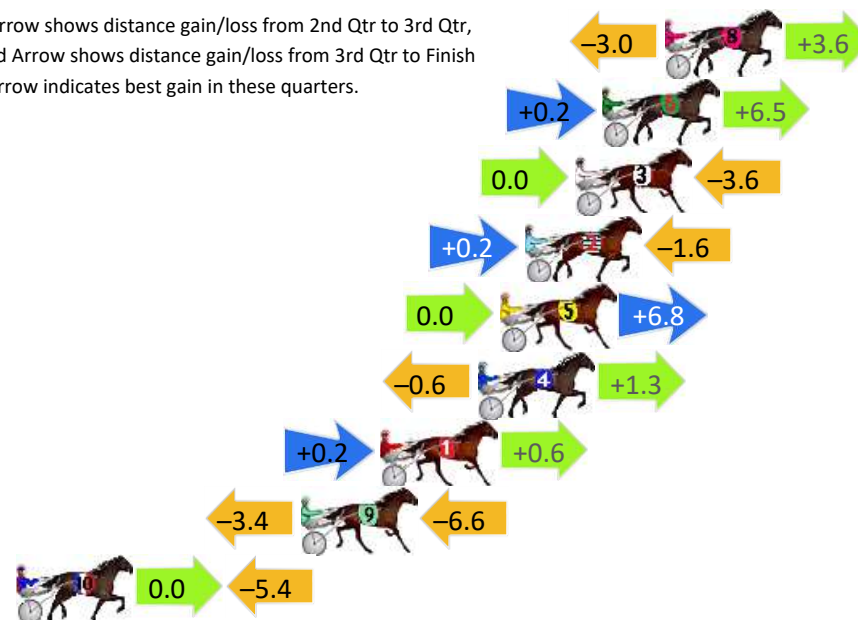 rrow shows distance gain/loss from 2nd Qtr to 3rd Qtr,
d Arrow shows distance gain/loss from 3rd Qtr to Finish
rrow indicates best gain in these quarters.
–3.0 8 +3.6
+0.2 6 +6.5
0.0 3 –3.6
+0.2 –1.6
0.0 5 +6.8
–0.6 4 +1.3
+0.2 1 +0.6
–3.4 9 –6.6
10 0.0 –5.4